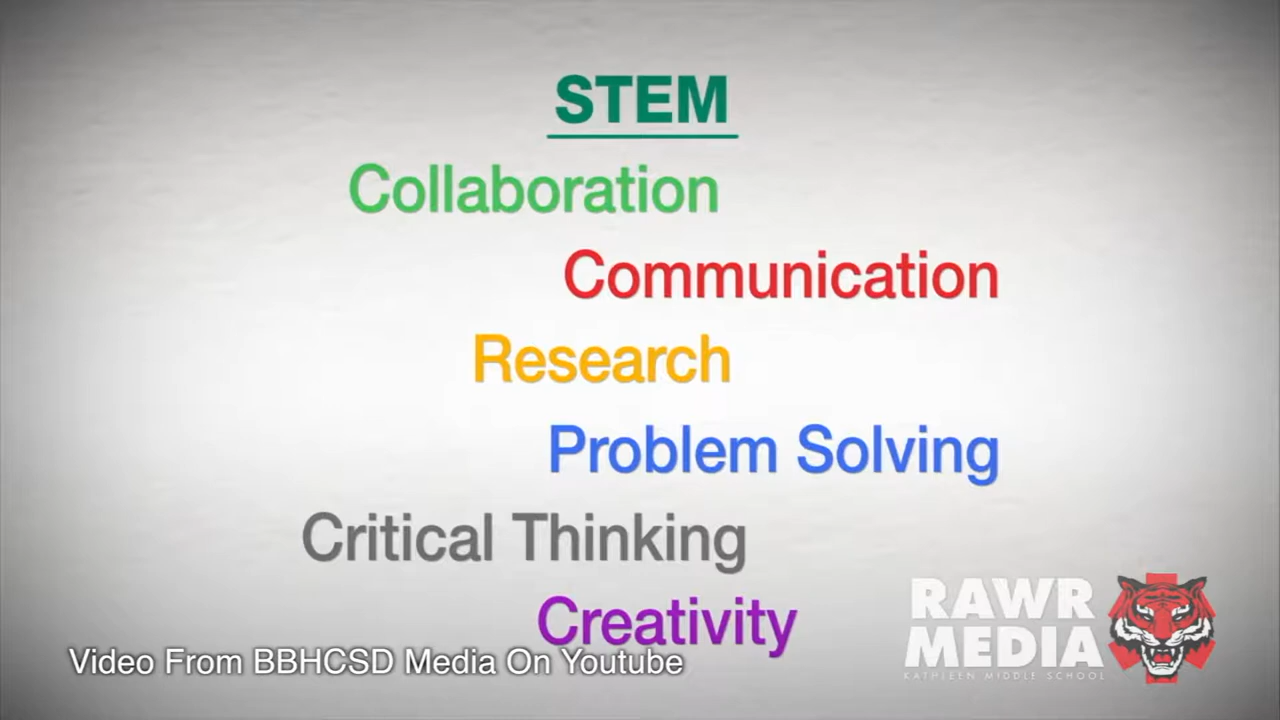 STEM
Collaboration
Communication
Research
Problem Solving
Critical Thinking
Creativity
Video From BBHCSD Media On Youtube
RAWR
MEDIA
KATHLEEN MIDDLE SCHOOL